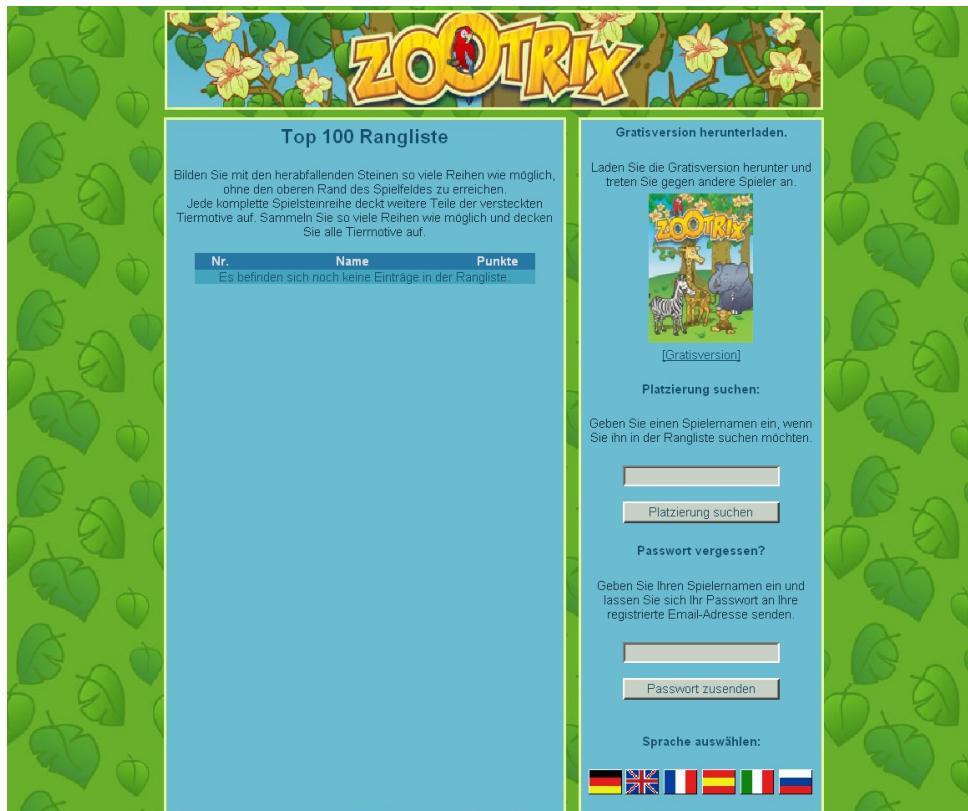 ZOOTRIX
Top 100 Rangliste
Bilden Sie mit den herabfallenden Steinen so viele Reihen wie möglich,
ohne den oberen Rand des Spielfeldes zu erreichen.
Jede komplette Spielsteinreihe deckt weitere Teile der versteckten
Tiermotive auf. Sammeln Sie so viele Reihen wie möglich und decken
Sie alle Tiermotive auf.
Nr. Name Punkte
Es befinden sich noch keine Einträge in der Rangliste.
Gratisversion herunterladen.
Laden Sie die Gratisversion herunter und
treten Sie gegen andere Spieler an.
ZOOTRIX
[Gratisversion]
Platzierung suchen:
Geben Sie einen Spielernamen ein, wenn
Sie ihn in der Rangliste suchen möchten.
Platzierung suchen
Passwort vergessen?
Geben Sie Ihren Spielernamen ein und
lassen Sie sich Ihr Passwort an Ihre
registrierte Email-Adresse senden.
Passwort zusenden
Sprache auswählen: